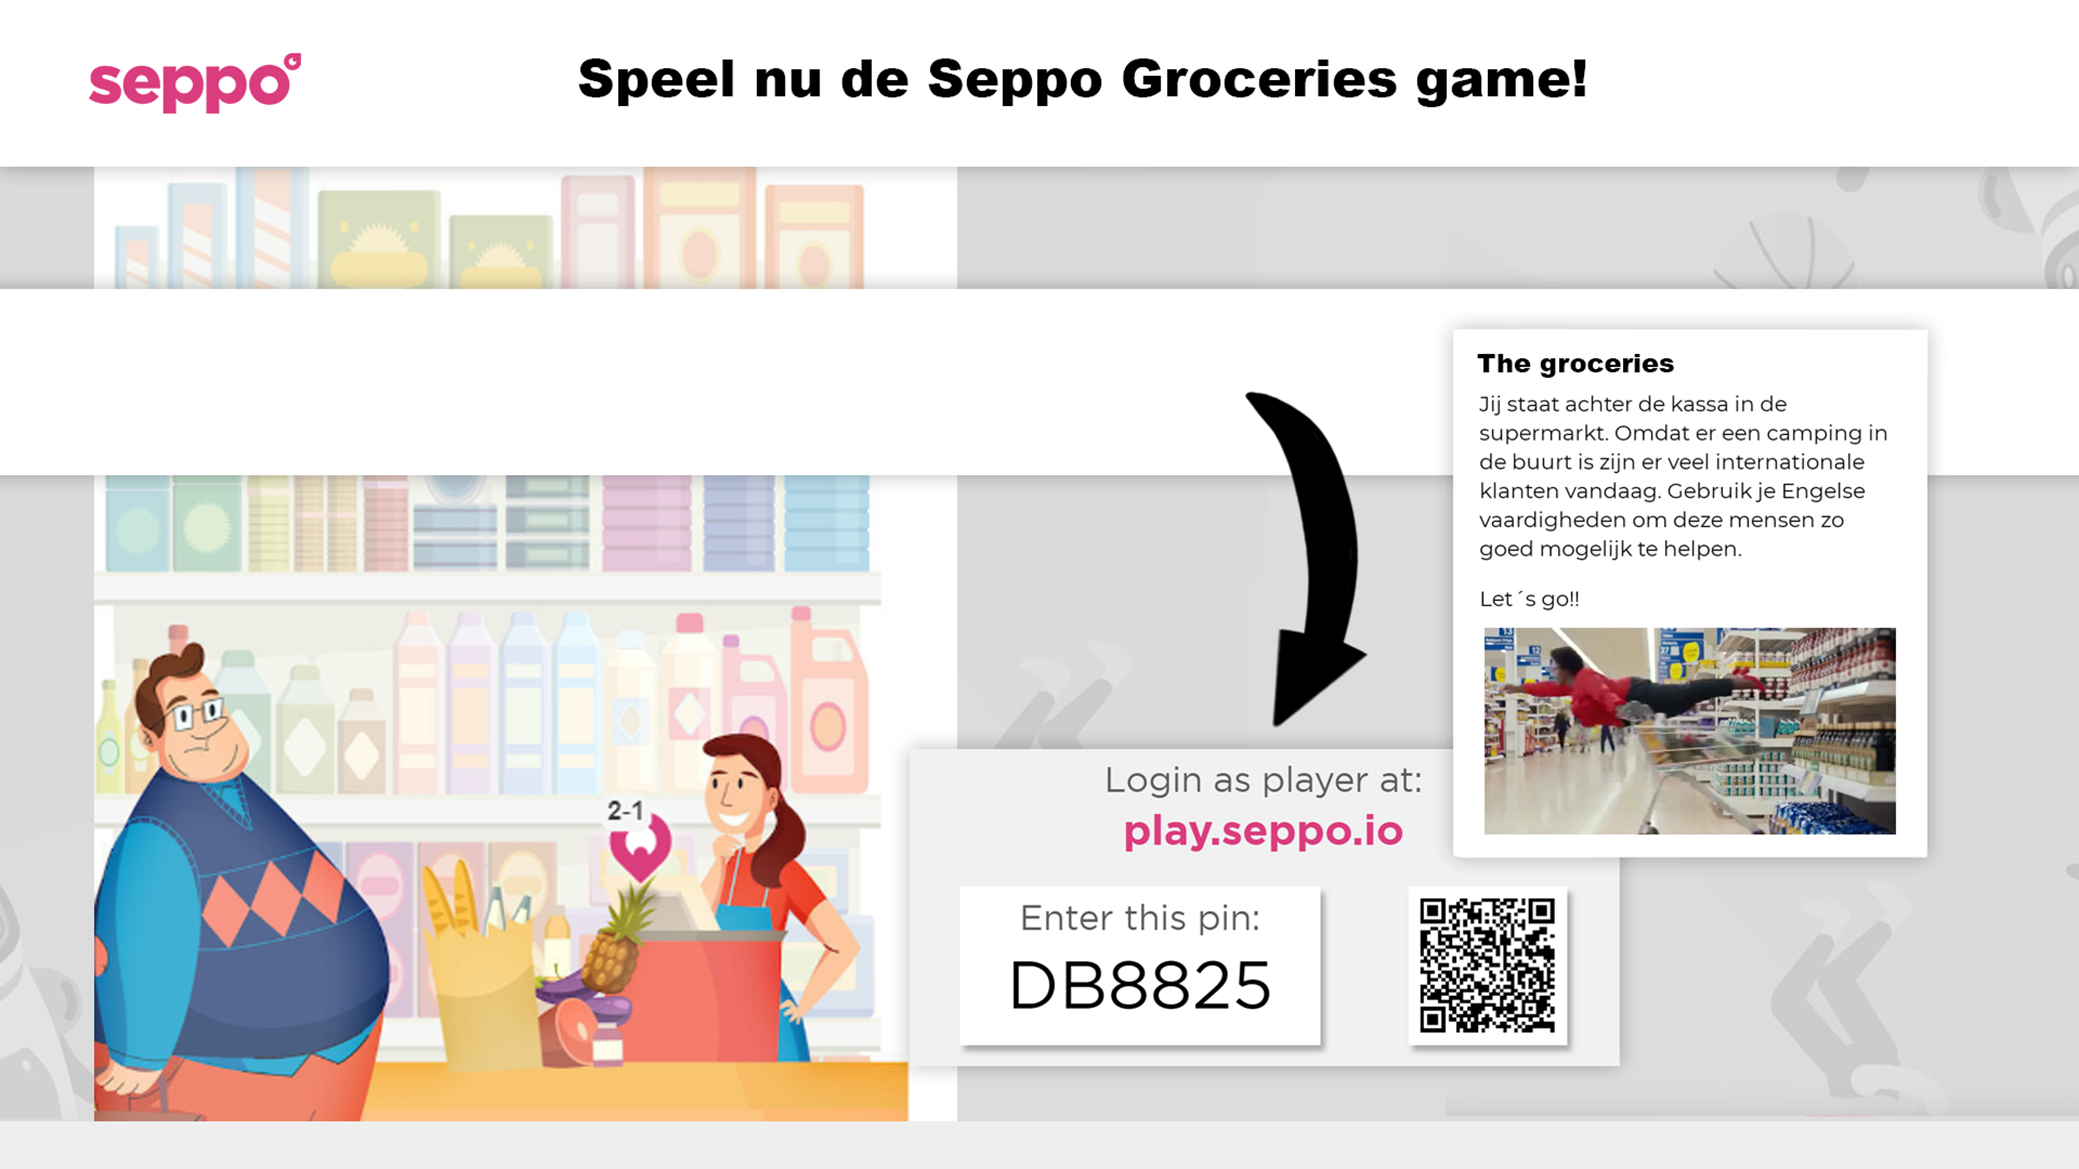 seppo
Speel nu de Seppo Groceries game!
The groceries
Jij staat achter de kassa in de
supermarkt. Omdat er een camping in
de buurt is zijn er veel internationale
klanten vandaag. Gebruik je Engelse
vaardigheden om deze mensen zo
goed mogelijk te helpen.
Let´s go!!
2-1
Login as player at:
play.seppo.io
Enter this pin:
DB8825